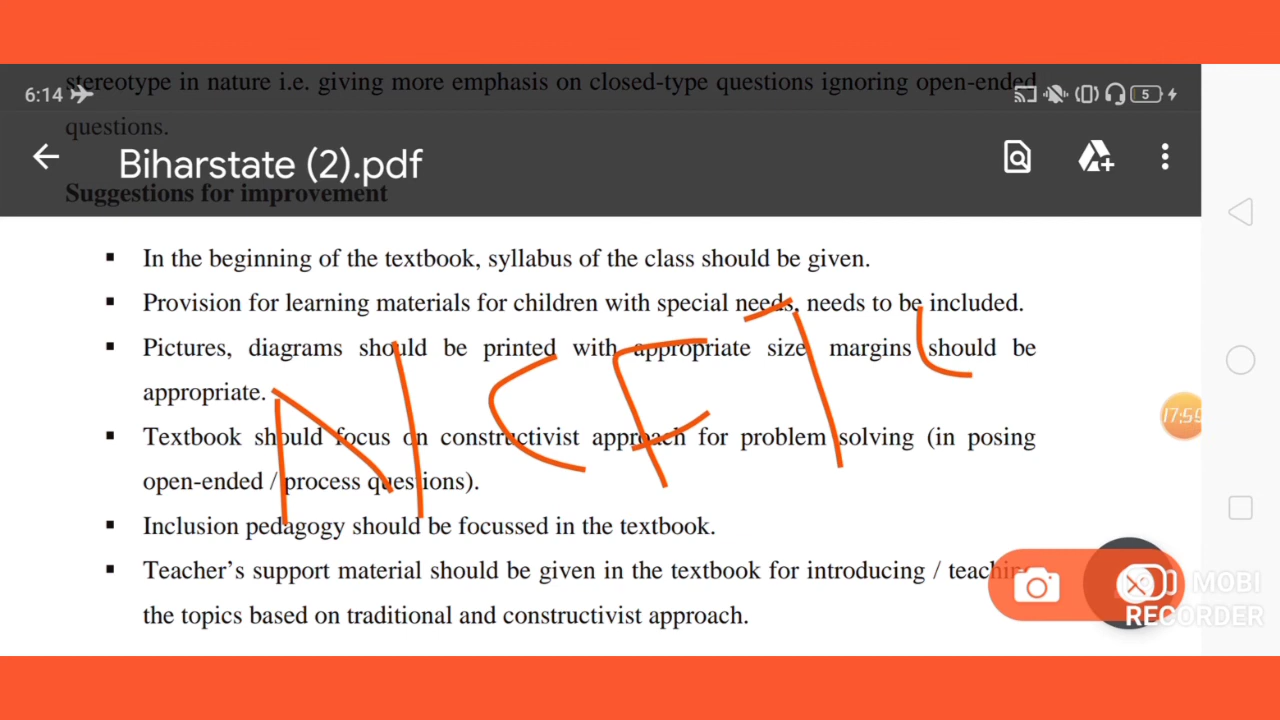 stereotype in nature i.e. giving more emphasis on closed-type questions ignoring open-ended
6:14
5
questions.
Biharstate (2).pdf
Suggestions for improvement
▪ In the beginning of the textbook, syllabus of the class should be given.
▪ Provision for learning materials for children with special needs, needs to be included.
▪ Pictures, diagrams should be printed with appropriate size, margins should be
appropriate.
▪ Textbook should focus on constructivist approach for problem solving (in posing
open-ended / process questions).
▪ Inclusion pedagogy should be focussed in the textbook.
▪ Teacher's support material should be given in the textbook for introducing /
the topics based on traditional and constructivist approach.
NCF
17:59
MOBI
RECORDER